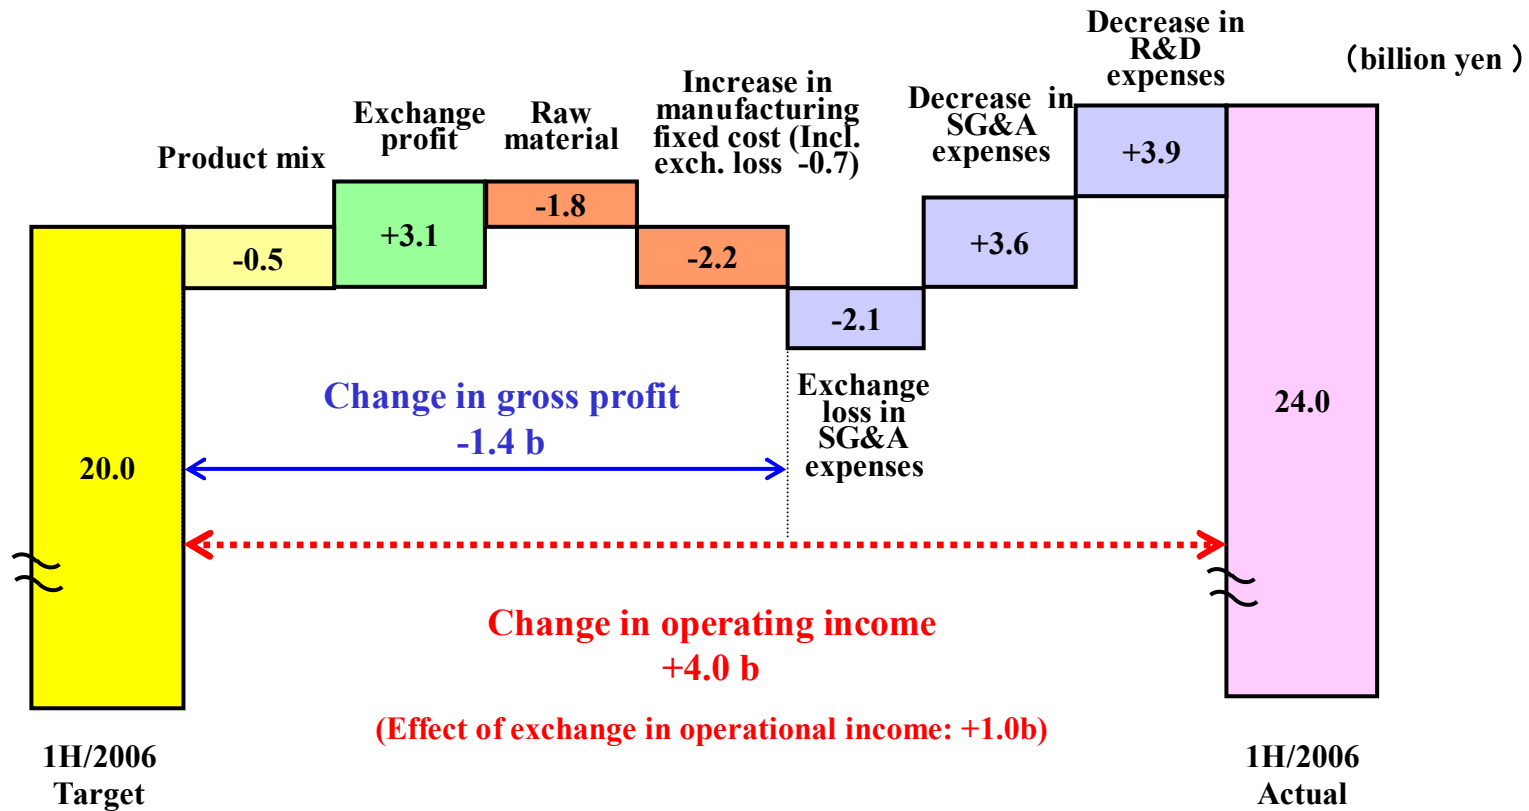 Decrease in
R&D
expenses
（billion yen ）
Increase in
manufacturing
fixed cost (Incl.
exch. loss  -0.7)
Decrease  in
SG&A
expenses
Exchange
profit
Raw
material
Product mix
+3.9
-1.8
+3.1
+3.6
-0.5
-2.2
-2.1
Change in gross profit
-1.4 b
Exchange
loss in
SG&A
expenses
20.0
24.0
Change in operating income
+4.0 b
(Effect of exchange in operational income: +1.0b)
1H/2006
Target
1H/2006
Actual